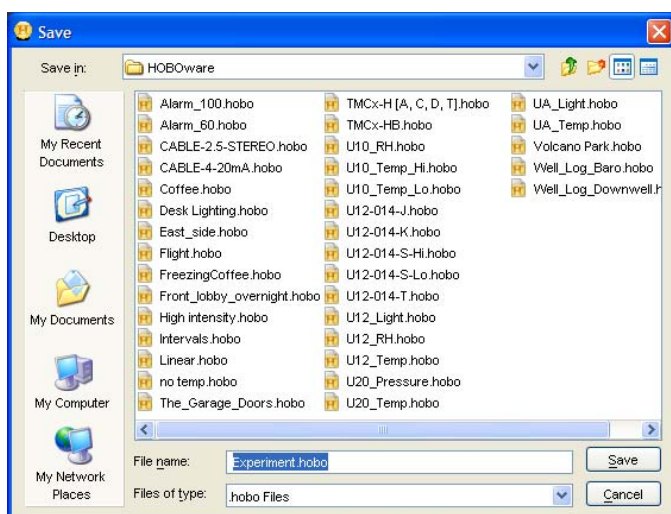 Save
Save in:
HOBOware
My Recent
Documents
Desktop
My Documents
My Computer
My Network
Places
Alarm_100.hobo
Alarm_60.hobo
CABLE-2.5-STEREO.hobo
CABLE-4-20mA.hobo
Coffee.hobo
Desk Lighting.hobo
East_side.hobo
Flight.hobo
FreezingCoffee.hobo
Front_lobby_overnight.hobo
High intensity.hobo
Intervals.hobo
Linear.hobo
no temp.hobo
The_Garage_Doors.hobo
TMCx-H [A, C, D, T].hobo
TMCx-HB.hobo
U10_RH.hobo
U10_Temp_Hi.hobo
U10_Temp_Lo.hobo
U12-014-J.hobo
U12-014-K.hobo
U12-014-S-Hi.hobo
U12-014-S-Lo.hobo
U12-014-T.hobo
U12_Light.hobo
U12_RH.hobo
U12_Temp.hobo
U20_Pressure.hobo
U20_Temp.hobo
UA_Light.hobo
UA_Temp.hobo
Volcano Park.hobo
Well_Log_Baro.hobo
Well_Log_Downwell.h
File name:
Experiment.hobo
Save
Files of type:
.hobo Files
Cancel